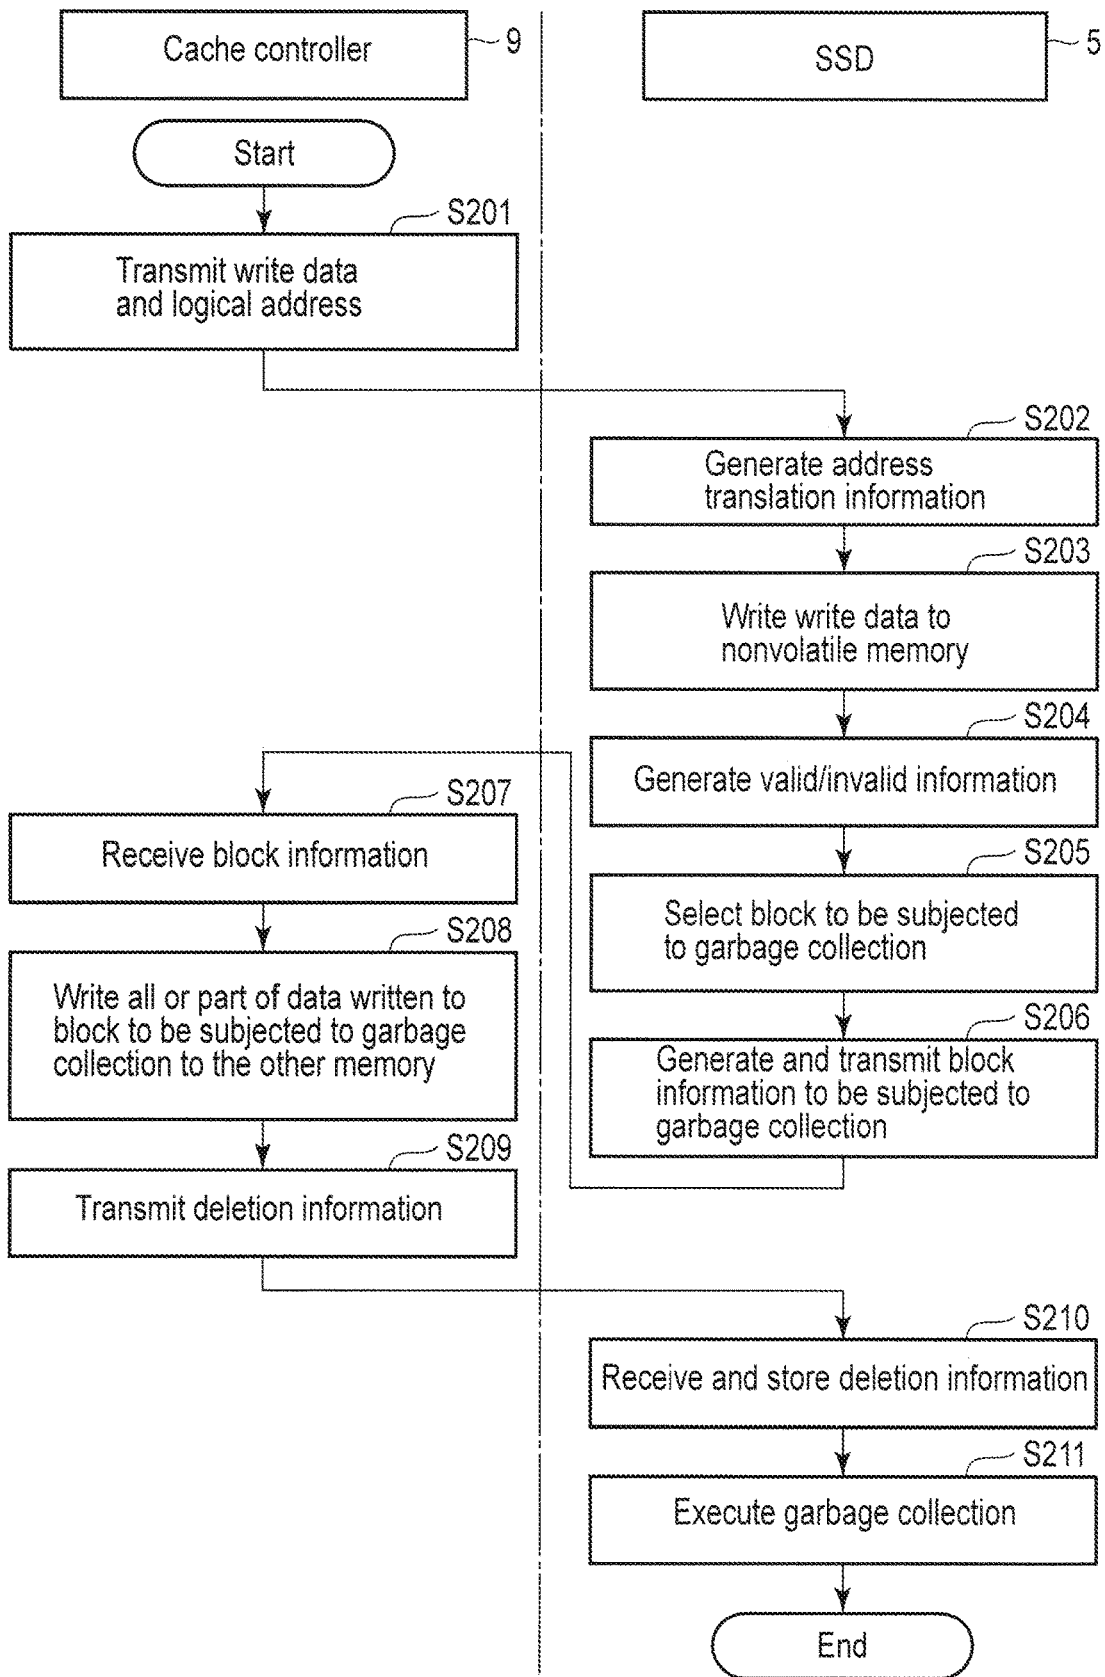 Cache controller
9
SSD
5
Start
S201
Transmit write data
and logical address
S202
Generate address
translation information
S203
Write write data to
nonvolatile memory
S204
Generate valid/invalid information
S205
Select block to be subjected
to garbage collection
S206
Generate and transmit block
information to be subjected to
garbage collection
S207
Receive block information
S208
Write all or part of data written to
block to be subjected to garbage
collection to the other memory
S209
Transmit deletion information
S210
Receive and store deletion information
S211
Execute garbage collection
End